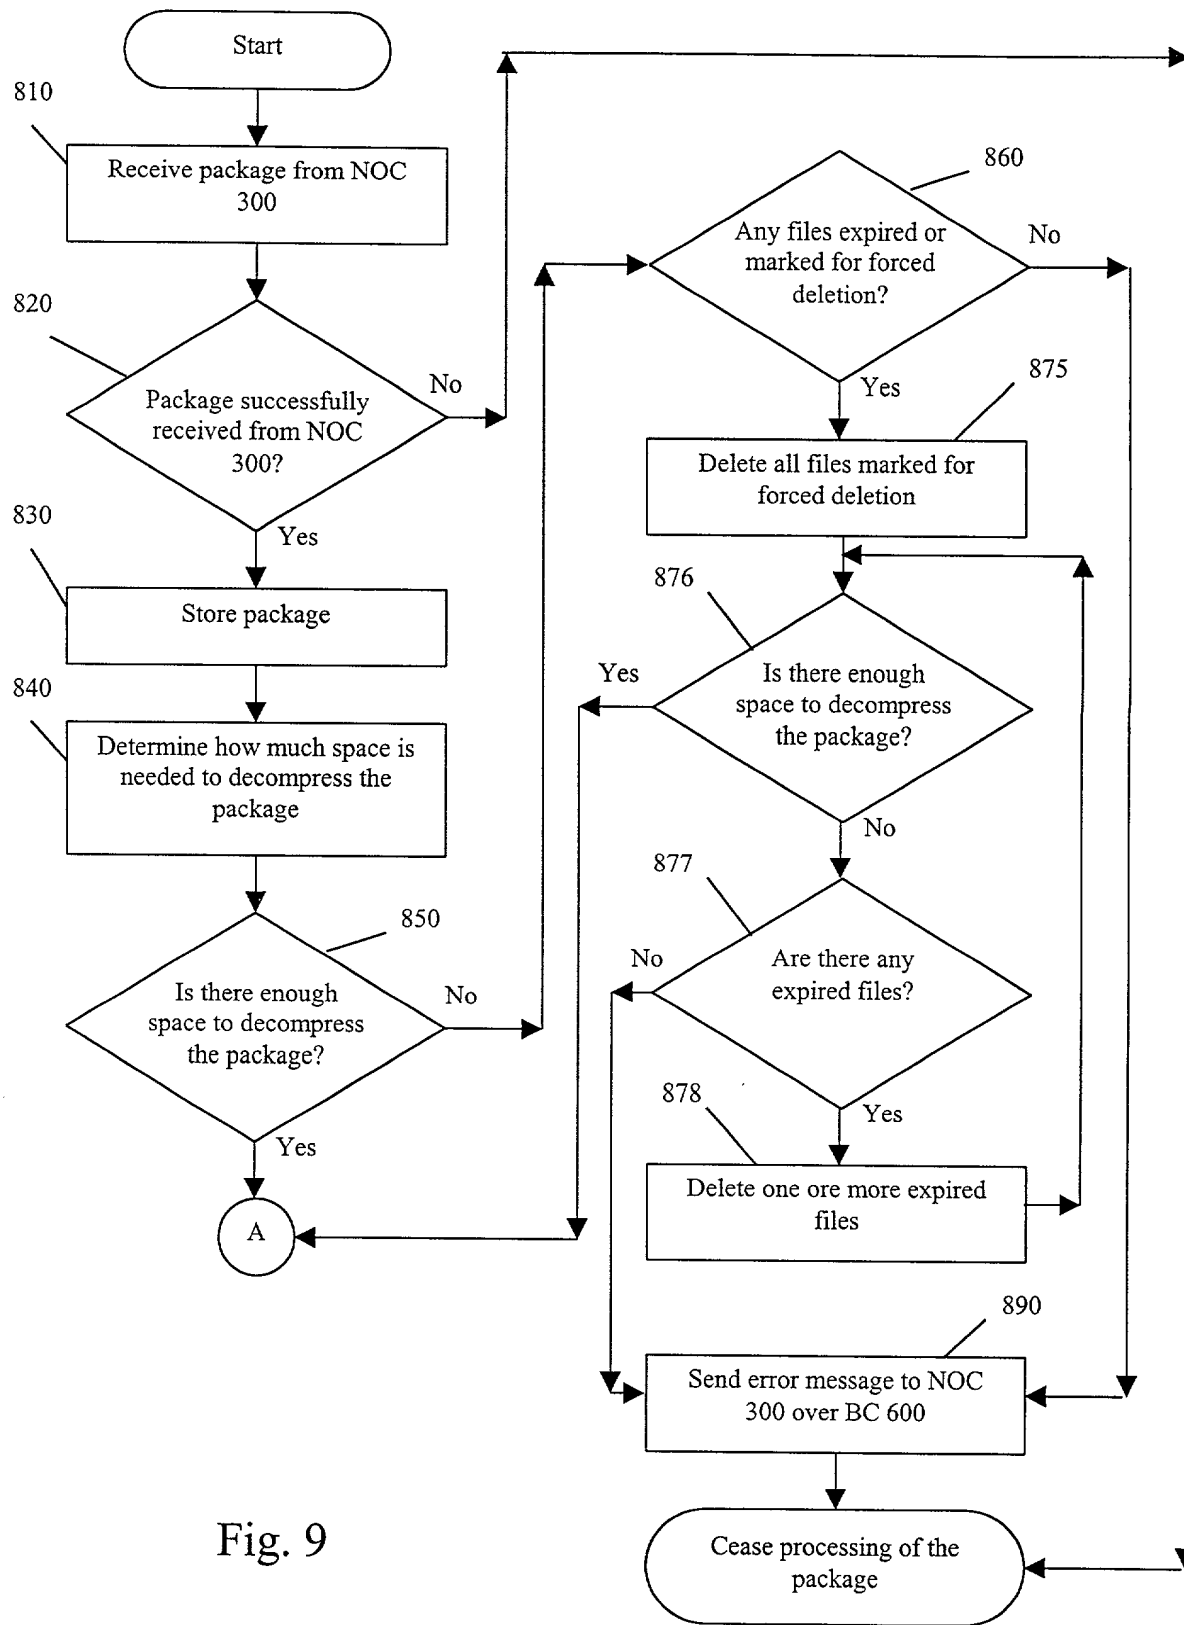 Start
810
Receive package from NOC
300
820
Package successfully
received from NOC
300?
No
Yes
830
Store package
840
Determine how much space is
needed to decompress the
package
850
Is there enough
space to decompress
the package?
No
Yes
A
860
Any files expired or
marked for forced
deletion?
No
Yes
875
Delete all files marked for
forced deletion
876
Is there enough
space to decompress
the package?
Yes
No
877
Are there any
expired files?
No
Yes
878
Delete one ore more expired
files
890
Send error message to NOC
300 over BC 600
Cease processing of the
package
Fig. 9